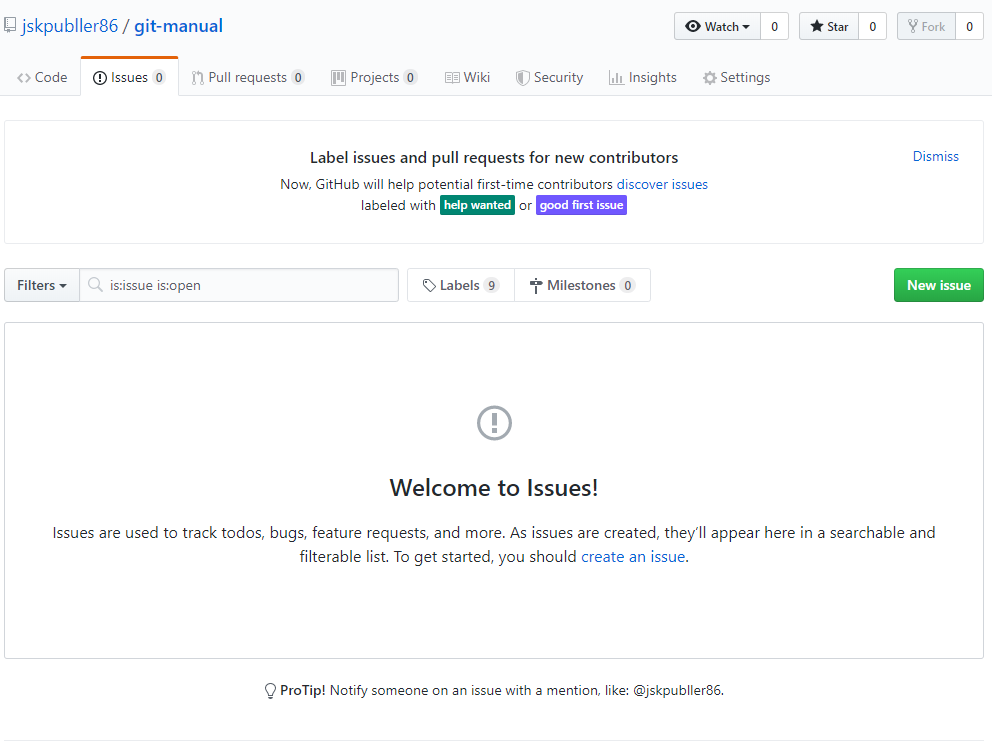 jskpubller86 / git-manual
Watch 0 Star 0 Fork 0
Code Issues 0 Pull requests 0 Projects 0 Wiki Security Insights Settings
Label issues and pull requests for new contributors
Dismiss
Now, GitHub will help potential first-time contributors discover issues
labeled with help wanted or good first issue
Filters is:issue is:open Labels 9 Milestones 0 New issue
Welcome to Issues!
Issues are used to track todos, bugs, feature requests, and more. As issues are created, they’ll appear here in a searchable and
filterable list. To get started, you should create an issue.
ProTip! Notify someone on an issue with a mention, like: @jskpubller86.